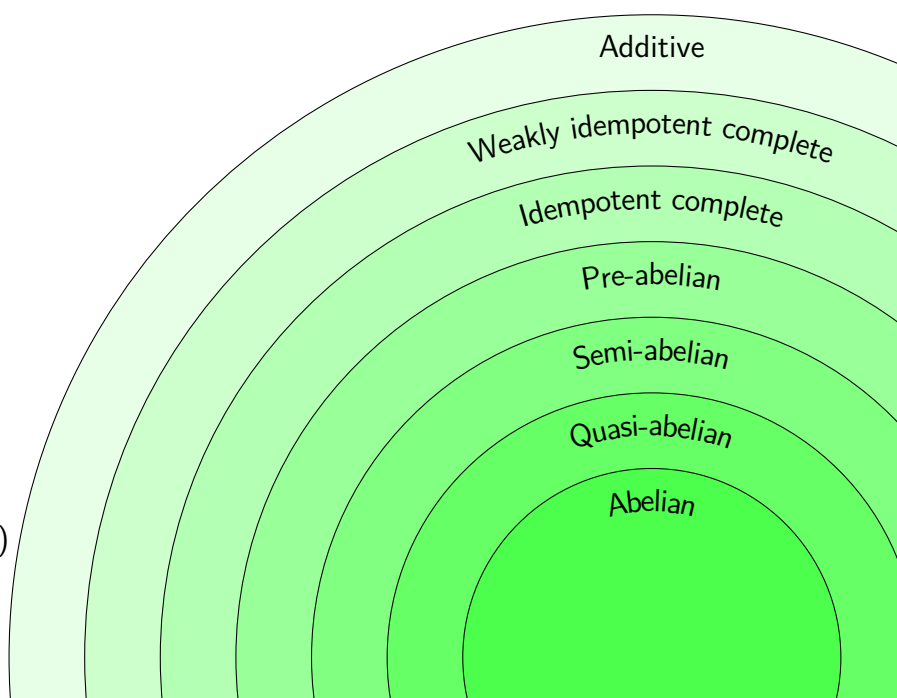 Additive
Weakly idempotent complete
Idempotent complete
Pre-abelian
Semi-abelian
Quasi-abelian
Abelian
)